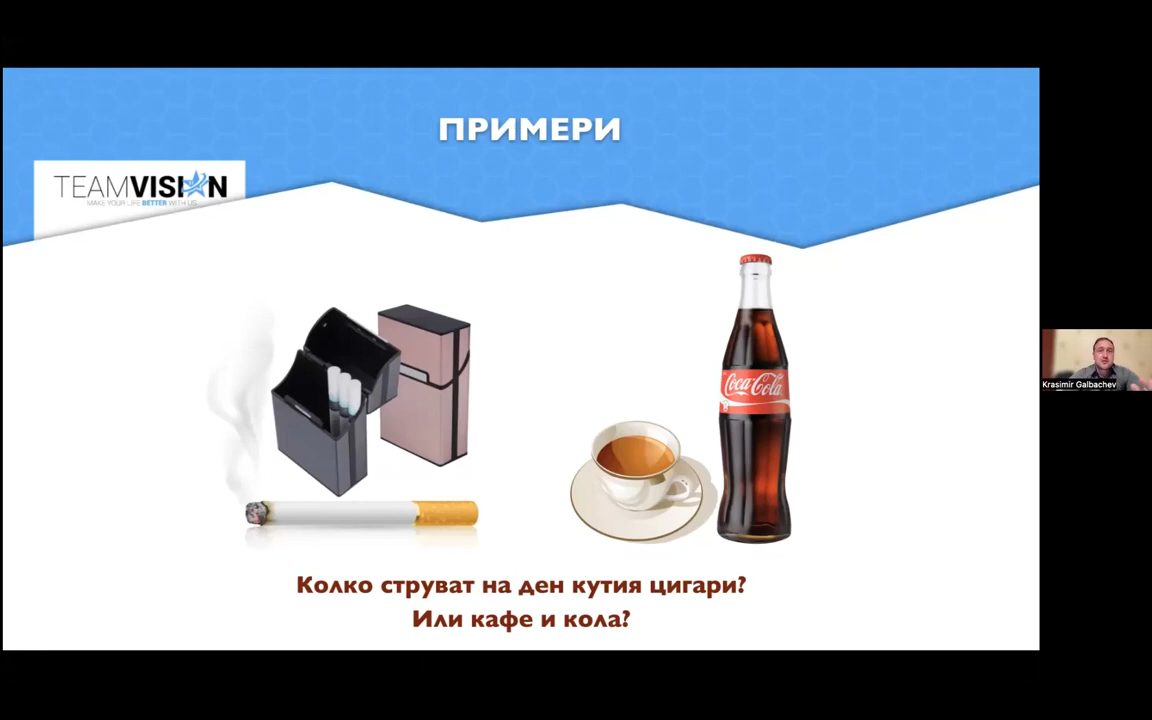 ПРИМЕРИ
TEAMVISION
MAKE YOUR LIFE BETTER WITH US
Coca-Cola
Krasimir Galbachev
Колко струват на ден кутия цигари?
Или кафе и кола?